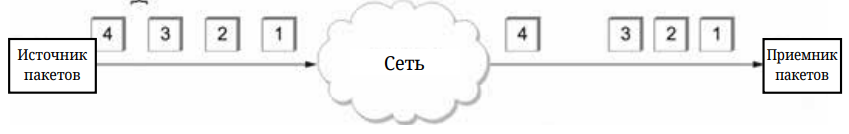 4 3 2 1 4 3 2 1
Источник
пакетов
Сеть
Приемник
пакетов